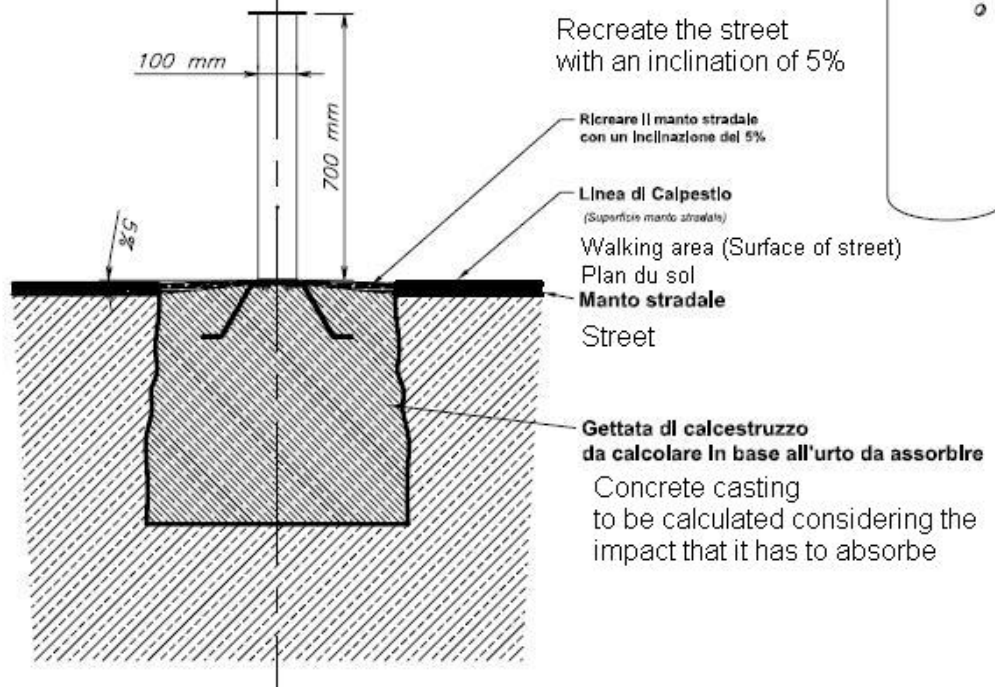 100 mm
700 mm
5%
Recreate the street
with an inclination of 5%
Ricreare il manto stradale
con un inclinazione del 5%
Linea di Calpestio
(Superficie manto stradale)
Walking area (Surface of street)
Plan du sol
Manto stradale
Street
Gettata di calcestruzzo
da calcolare in base all'urto da assorbire
Concrete casting
to be calculated considering the
impact that it has to absorbe